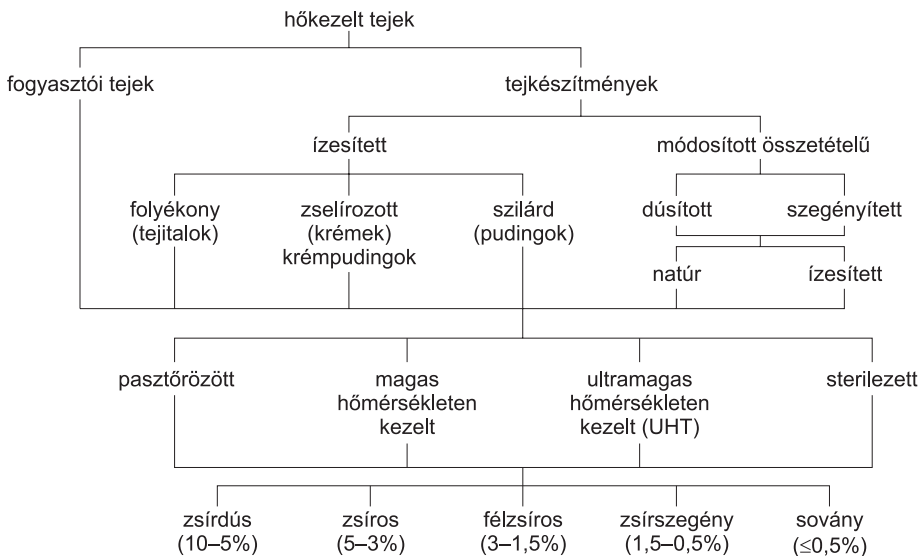 hőkezelt tejek
fogyasztói tejek
tejkészítmények
ízesített
módosított összetételű
folyékony
(tejitalok)
zselírozott
(krémek)
krémpudingok
szilárd
(pudingok)
dúsított
szegényített
natúr
ízesített
pasztőrözött
magas
hőmérsékleten
kezelt
ultramagas
hőmérsékleten
kezelt (UHT)
sterilezett
zsírdús
(10–5%)
zsíros
(5–3%)
félzsíros
(3–1,5%)
zsírszegény
(1,5–0,5%)
sovány
(≤0,5%)